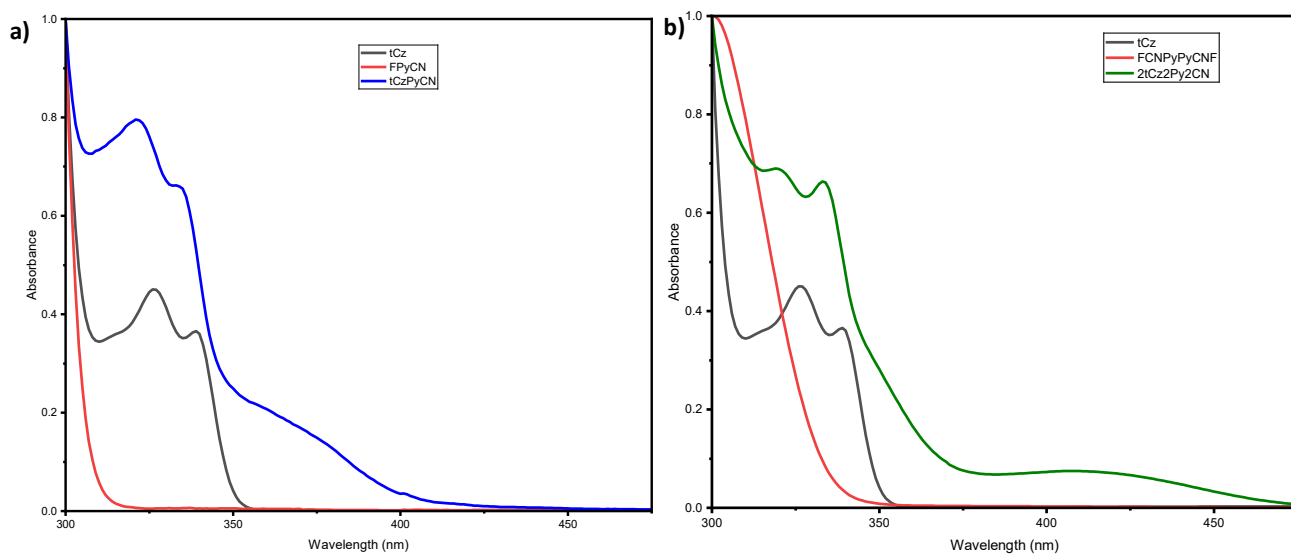 a)
tCz
FPyCN
tCzPyCN
1.0
0.8
0.6
0.4
0.2
0.0
Absorbance
300
350
400
450
Wavelength (nm)
b)
tCz
FCNPyPyCNF
2tCz2Py2CN
1.0
0.8
0.6
0.4
0.2
0.0
Absorbance
300
350
400
450
Wavelength (nm)